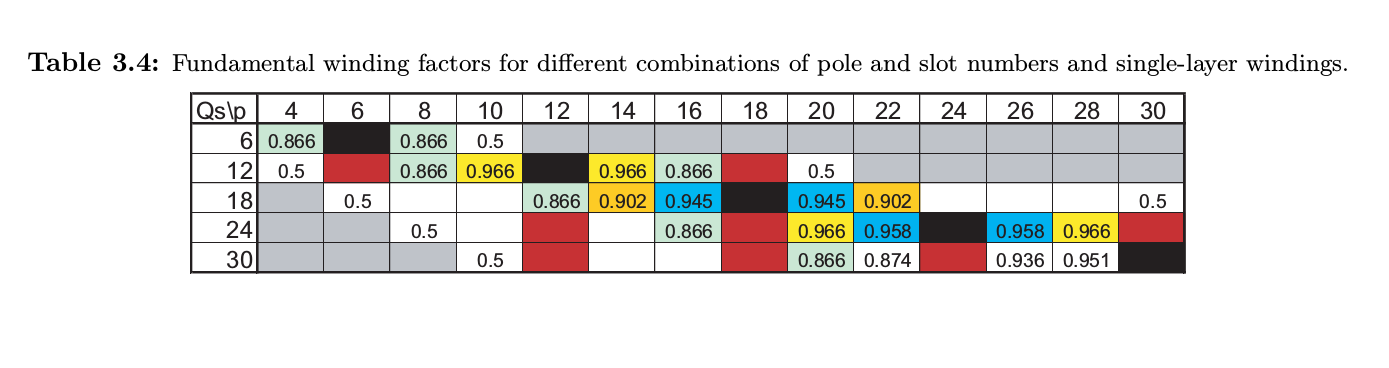 Table 3.4: Fundamental winding factors for different combinations of pole and slot numbers and single-layer windings.
Qs\p 4 6 8 10 12 14 16 18 20 22 24 26 28 30
6 0.866 0.866 0.5
12 0.5 0.866 0.966 0.966 0.866 0.5
18 0.5 0.866 0.902 0.945 0.945 0.902 0.5
24 0.5 0.866 0.966 0.958 0.958 0.966
30 0.5 0.866 0.874 0.936 0.951